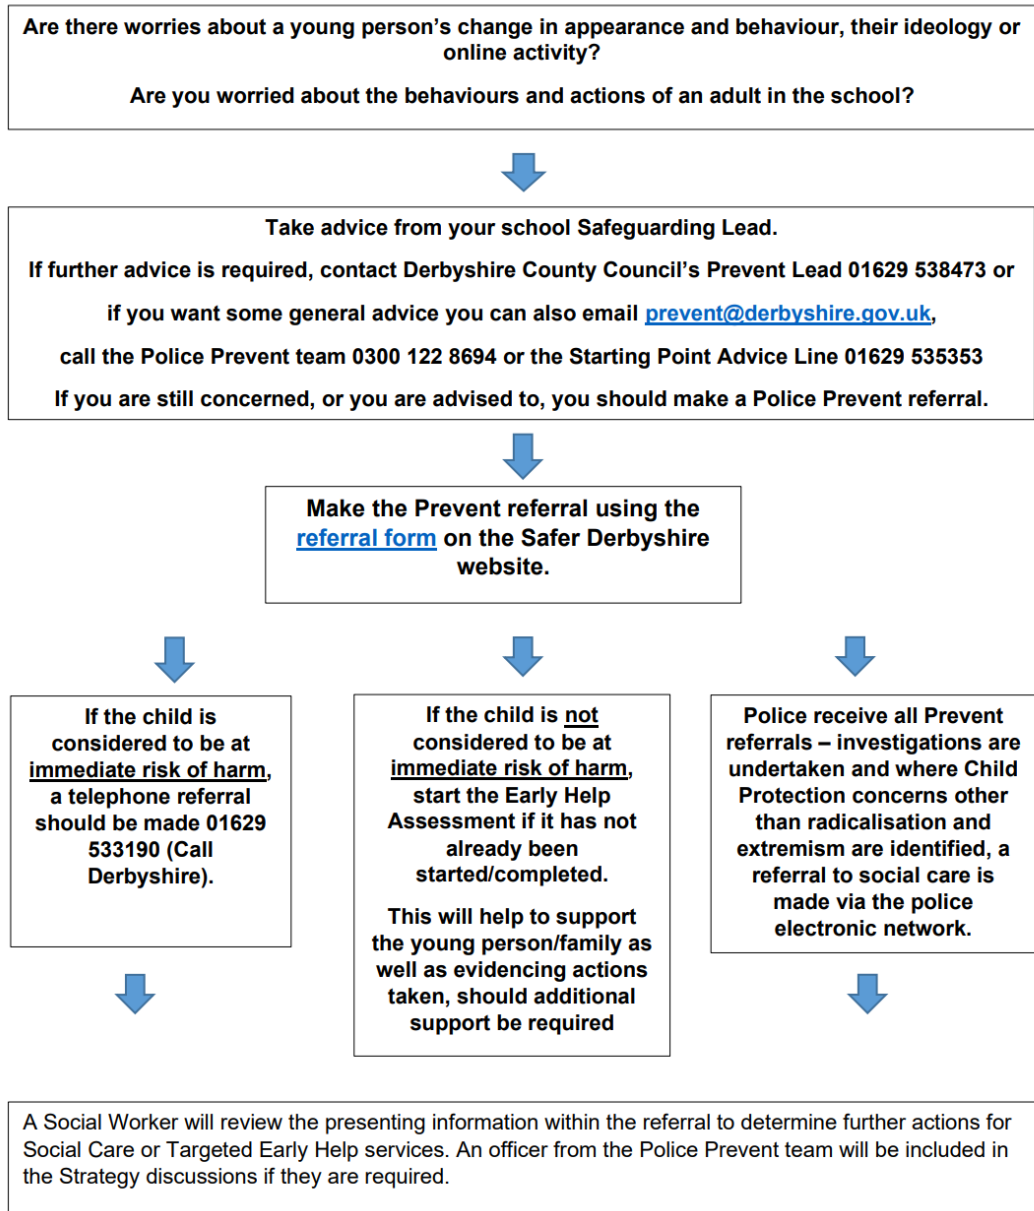 Are there worries about a young person's change in appearance and behaviour, their ideology or
online activity?
Are you worried about the behaviours and actions of an adult in the school?
Take advice from your school Safeguarding Lead.
If further advice is required, contact Derbyshire County Council's Prevent Lead 01629 538473 or
if you want some general advice you can also email prevent@derbyshire.gov.uk,
call the Police Prevent team 0300 122 8694 or the Starting Point Advice Line 01629 535353
If you are still concerned, or you are advised to, you should make a Police Prevent referral.
Make the Prevent referral using the
referral form on the Safer Derbyshire
website.
If the child is
considered to be at
immediate risk of harm,
a telephone referral
should be made 01629
533190 (Call
Derbyshire).
If the child is not
considered to be at
immediate risk of harm,
start the Early Help
Assessment if it has not
already been
started/completed.
This will help to support
the young person/family as
well as evidencing actions
taken, should additional
support be required
Police receive all Prevent
referrals – investigations are
undertaken and where Child
Protection concerns other
than radicalisation and
extremism are identified, a
referral to social care is
made via the police
electronic network.
A Social Worker will review the presenting information within the referral to determine further actions for
Social Care or Targeted Early Help services. An officer from the Police Prevent team will be included in
the Strategy discussions if they are required.